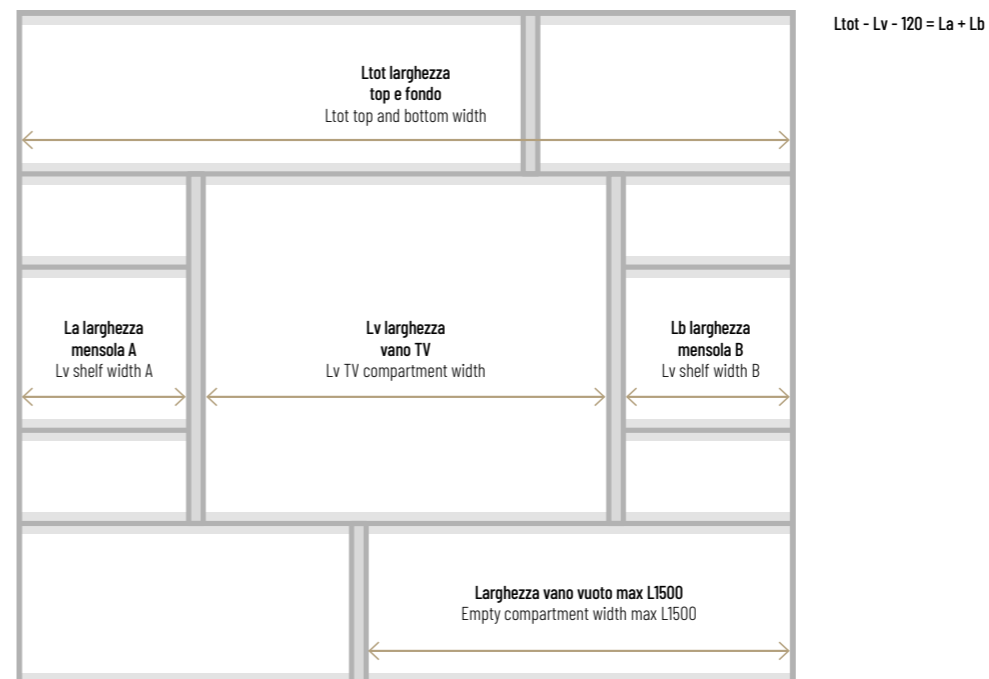 Ltot - Lv - 120 = La + Lb
Ltot larghezza
top e fondo
Ltot top and bottom width
La larghezza
mensola A
Lv shelf width A
Lv larghezza
vano TV
Lv TV compartment width
Lb larghezza
mensola B
Lv shelf width B
Larghezza vano vuoto max L1500
Empty compartment width max L1500